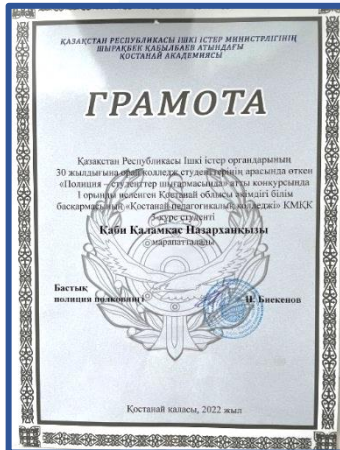 ҚАЗАҚСТАН РЕСПУБЛИКАСЫ ІШКІ ІСТЕР МИНИСТРЛІГІНІҢ
ШЫРАҚБЕК ҚАБЫЛБАЕВ АТЫНДАҒЫ
ҚОСТАНАЙ АКАДЕМИЯСЫ
ГРАМОТА
Қазақстан Республикасы Ішкі істер органдарының
30 жылдығына орай колледж студенттерінің арасында өткен
«Полиция – студенттер шығармасында» атты конкурсында
І орынды иеленген Қостанай облысы әкімдігі білім
басқармасының «Қостанай педагогикалық колледжі» КМҚК
3-курс студенті
Қаби Қаламқас Назарханқызы
марапатталады
Бастық
полиция полковнигі
Н. Биекенов
Қостанай қаласы, 2022 жыл